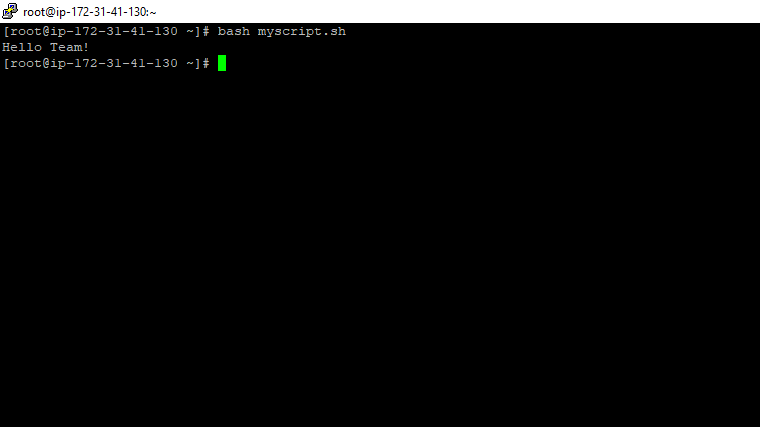 root@ip-172-31-41-130:~
[root@ip-172-31-41-130 ~]# bash myscript.sh
Hello Team!
[root@ip-172-31-41-130 ~]#